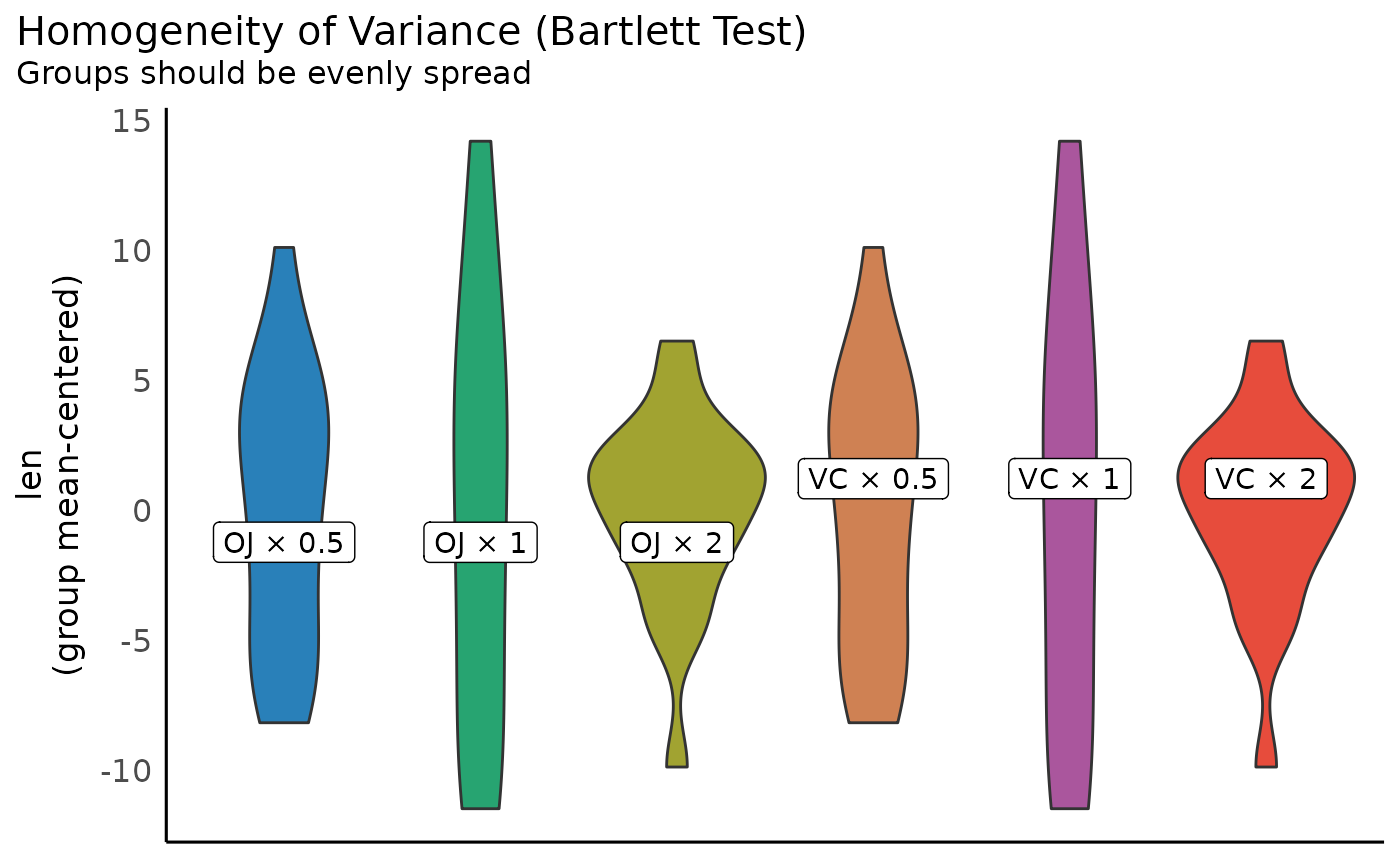 Homogeneity of Variance (Bartlett Test)
Groups should be evenly spread
15
10
5
0
-5
-10
len
(group mean-centered)
OJ × 0.5
OJ × 1
OJ × 2
VC × 0.5
VC × 1
VC × 2